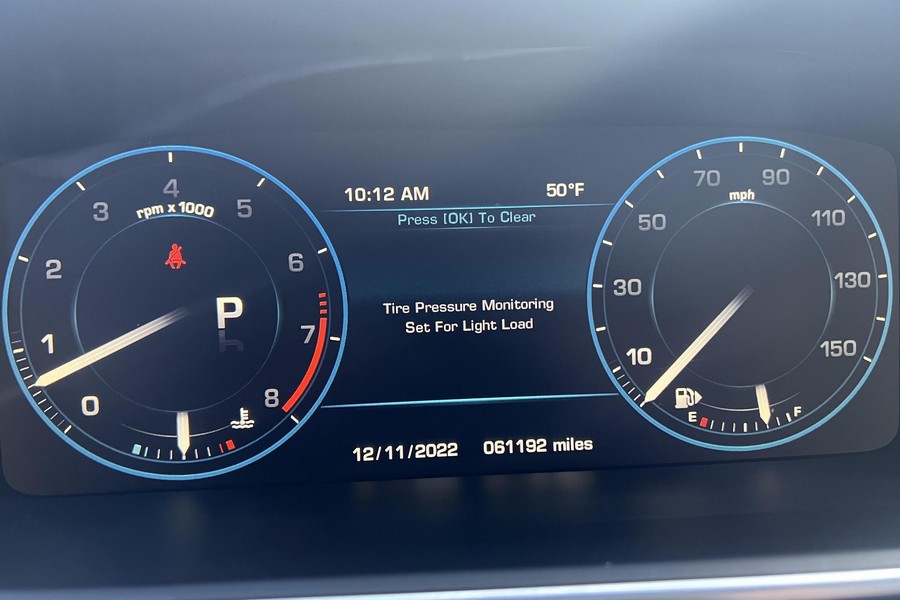 10:12 AM 50°F
Press [OK] To Clear
Tire Pressure Monitoring
Set For Light Load
12/11/2022 061192 miles
0
1
2
3
4
5
6
7
8
rpm x 1000
P
10
30
50
70
90
110
130
150
mph
E F